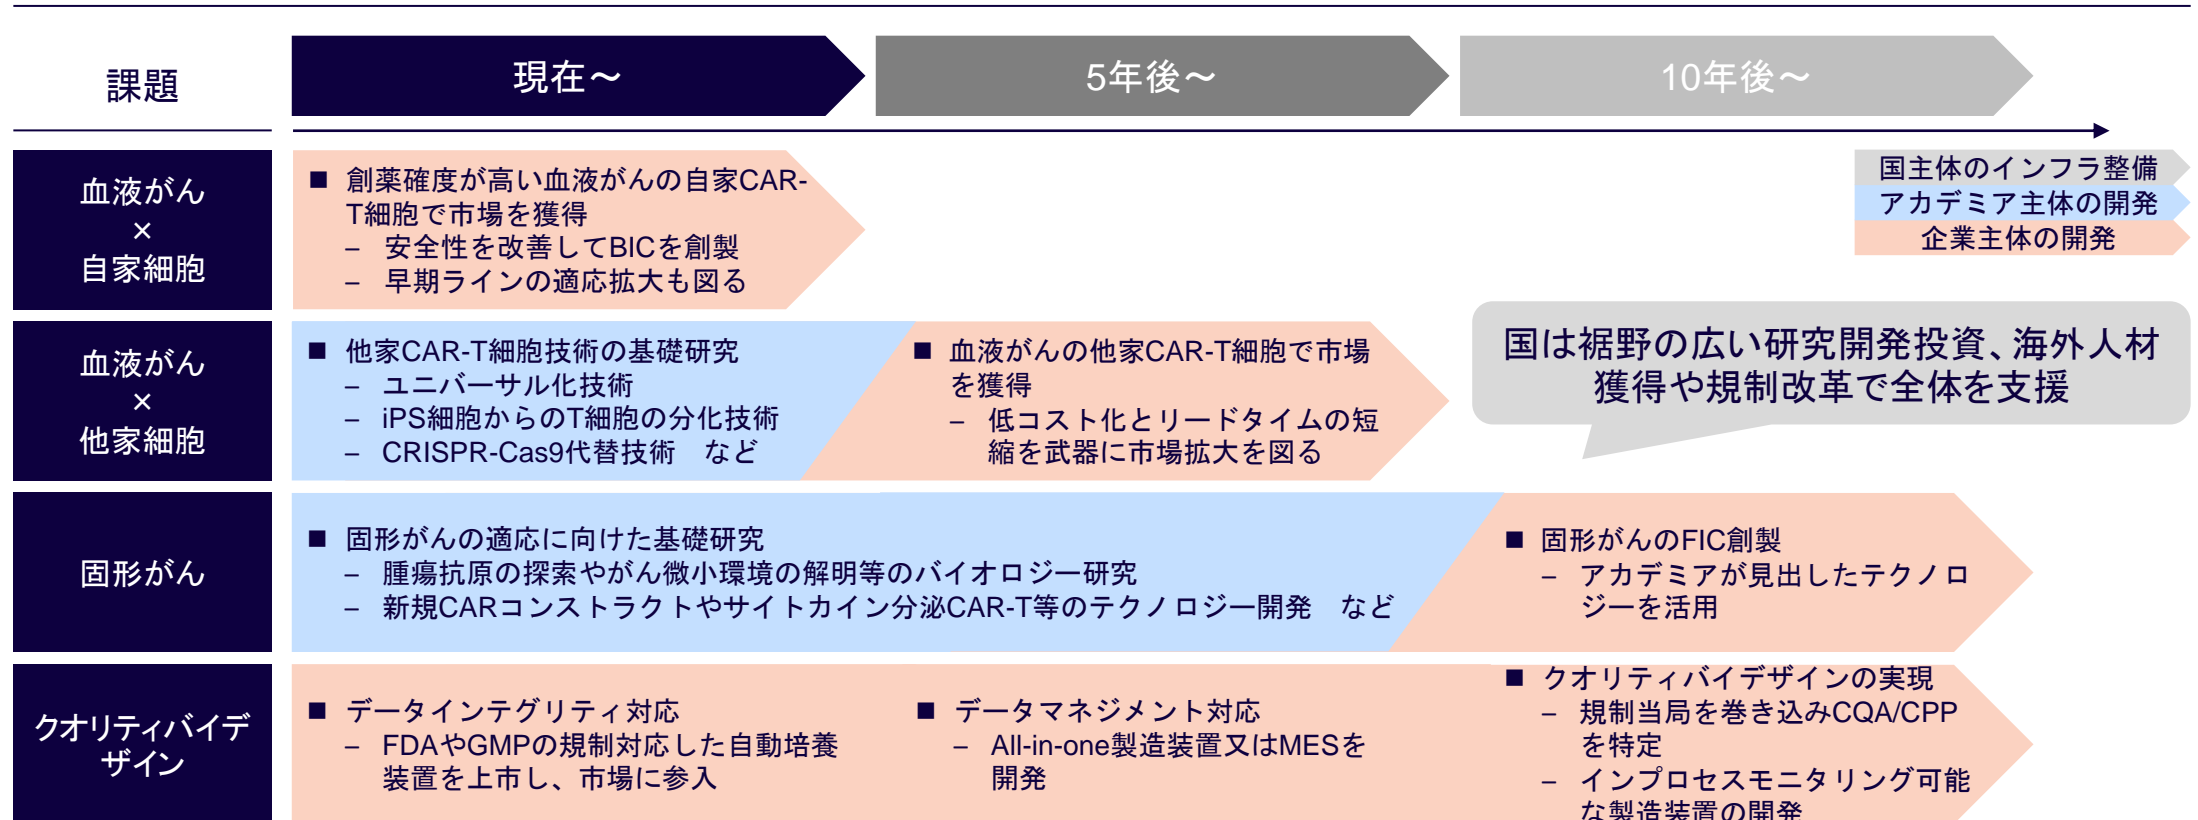 課題
現在～
5年後～
10年後～
国主体のインフラ整備
アカデミア主体の開発
企業主体の開発
血液がん
×
自家細胞
■ 創薬確度が高い血液がんの自家CAR-
T細胞で市場を獲得
– 安全性を改善してBICを創製
– 早期ラインの適応拡大も図る
国は裾野の広い研究開発投資、海外人材
獲得や規制改革で全体を支援
血液がん
×
他家細胞
■ 他家CAR-T細胞技術の基礎研究
– ユニバーサル化技術
– iPS細胞からのT細胞の分化技術
– CRISPR-Cas9代替技術　など
■ 血液がんの他家CAR-T細胞で市場
を獲得
– 低コスト化とリードタイムの短
縮を武器に市場拡大を図る
固形がん
■ 固形がんの適応に向けた基礎研究
– 腫瘍抗原の探索やがん微小環境の解明等のバイオロジー研究
– 新規CARコンストラクトやサイトカイン分泌CAR-T等のテクノロジー開発　など
■ 固形がんのFIC創製
– アカデミアが見出したテクノロ
ジーを活用
クオリティバイデ
ザイン
■ データインテグリティ対応
– FDAやGMPの規制対応した自動培養
装置を上市し、市場に参入
■ データマネジメント対応
– All-in-one製造装置又はMESを
開発
■ クオリティバイデザインの実現
– 規制当局を巻き込みCQA/CPP
を特定
– インプロセスモニタリング可能
な製造装置の開発